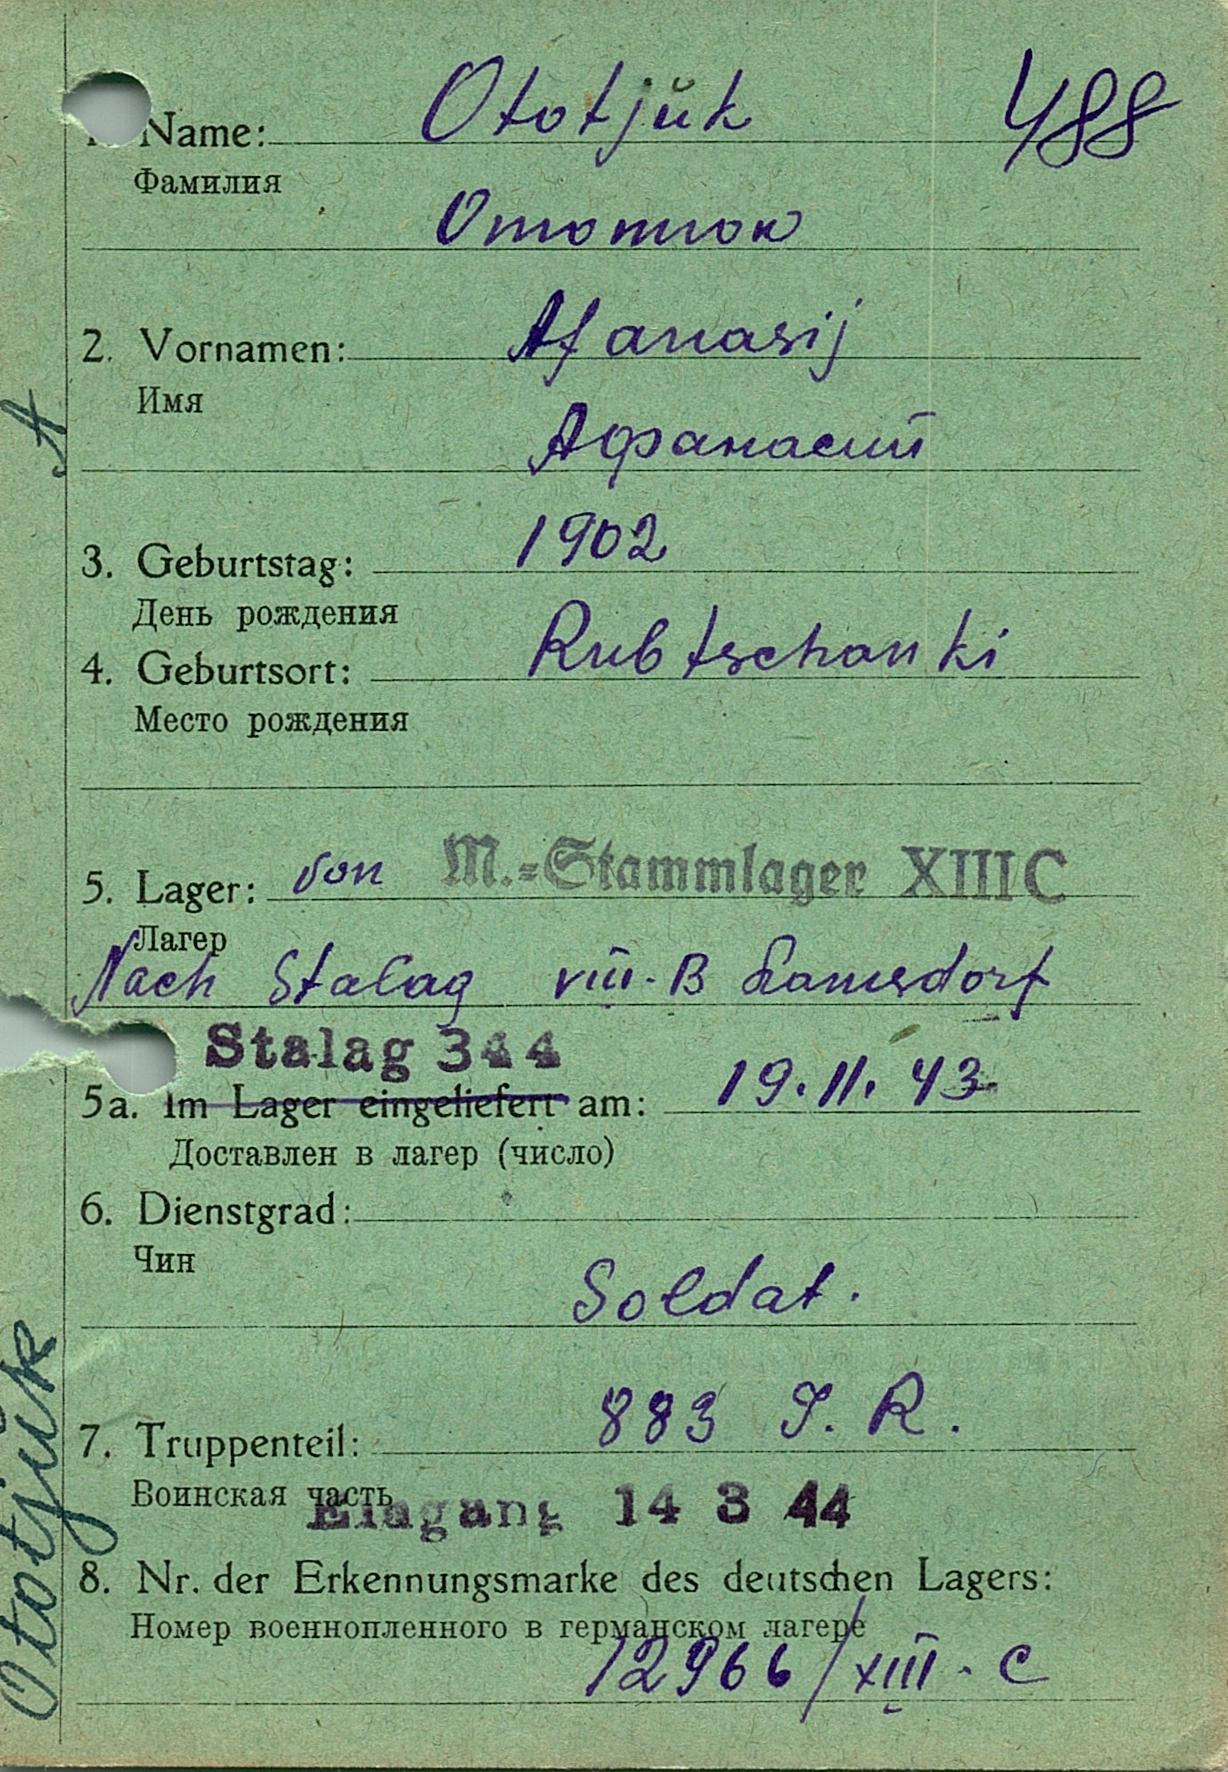 Ototjŭk 488
1. Name:
Фамилия
Ототюк
Afanasij
2. Vornamen:
Имя
Афанасий
1902
3. Geburtstag:
День рождения
Rubtschanki
4. Geburtsort:
Место рождения
5. Lager: von M.-Stammlager XIII C
Лагер
Nach Stalag VIII-B Lamsdorf
Stalag 344
5a. Im Lager eingeliefert am: 19.11.43
Доставлен в лагер (число)
6. Dienstgrad:
Чин
Soldat.
883 I.R.
7. Truppenteil:
Воинская часть
Eingang 14 3 44
8. Nr. der Erkennungsmarke des deutschen Lagers:
Номер военнопленного в германском лагере
12966/XIII-C
A
Ototjŭk